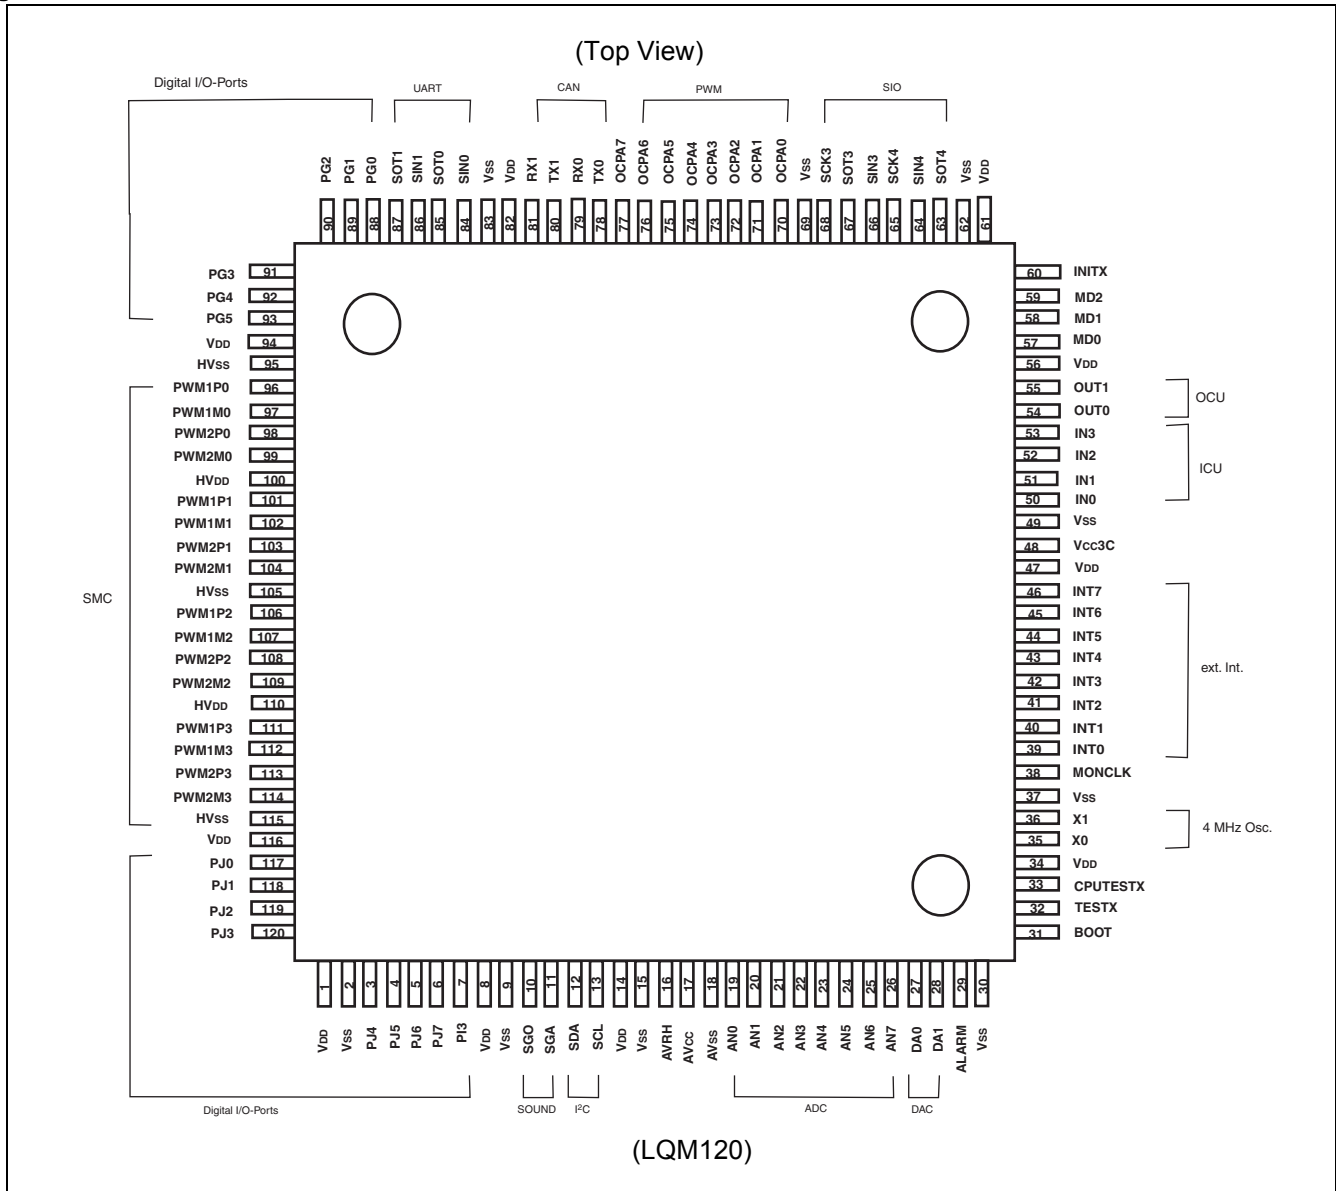 (Top View)
Digital I/O-Ports
UART
CAN
PWM
SIO
PG2 PG1 PG0 SOT1 SIN1 SOT0 SIN0 VSS VDD RX1 TX1 RX0 TX0 OCPA7 OCPA6 OCPA5 OCPA4 OCPA3 OCPA2 OCPA1 OCPA0 VSS SCK3 SOT3 SIN3 SCK4 SIN4 SOT4 VSS VDD
90 89 88 87 86 85 84 83 82 81 80 79 78 77 76 75 74 73 72 71 70 69 68 67 66 65 64 63 62 61
PG3 91
PG4 92
PG5 93
VDD 94
HVSS 95
PWM1P0 96
PWM1M0 97
PWM2P0 98
PWM2M0 99
HVDD 100
PWM1P1 101
PWM1M1 102
PWM2P1 103
PWM2M1 104
HVSS 105
PWM1P2 106
PWM1M2 107
PWM2P2 108
PWM2M2 109
HVDD 110
PWM1P3 111
PWM1M3 112
PWM2P3 113
PWM2M3 114
HVSS 115
VDD 116
PJ0 117
PJ1 118
PJ2 119
PJ3 120
SMC
60 INITX
59 MD2
58 MD1
57 MD0
56 VDD
55 OUT1
54 OUT0
53 IN3
52 IN2
51 IN1
50 IN0
49 VSS
48 VCC3C
47 VDD
46 INT7
45 INT6
44 INT5
43 INT4
42 INT3
41 INT2
40 INT1
39 INT0
38 MONCLK
37 VSS
36 X1
35 X0
34 VDD
33 CPUTESTX
32 TESTX
31 BOOT
OCU
ICU
ext. Int.
4 MHz Osc.
1 2 3 4 5 6 7 8 9 10 11 12 13 14 15 16 17 18 19 20 21 22 23 24 25 26 27 28 29 30
VDD VSS PJ4 PJ5 PJ6 PJ7 PI3 VDD VSS SGO SGA SDA SCL VDD VSS AVRH AVCC AVSS AN0 AN1 AN2 AN3 AN4 AN5 AN6 AN7 DA0 DA1 ALARM VSS
Digital I/O-Ports
SOUND
I²C
ADC
DAC
(LQM120)